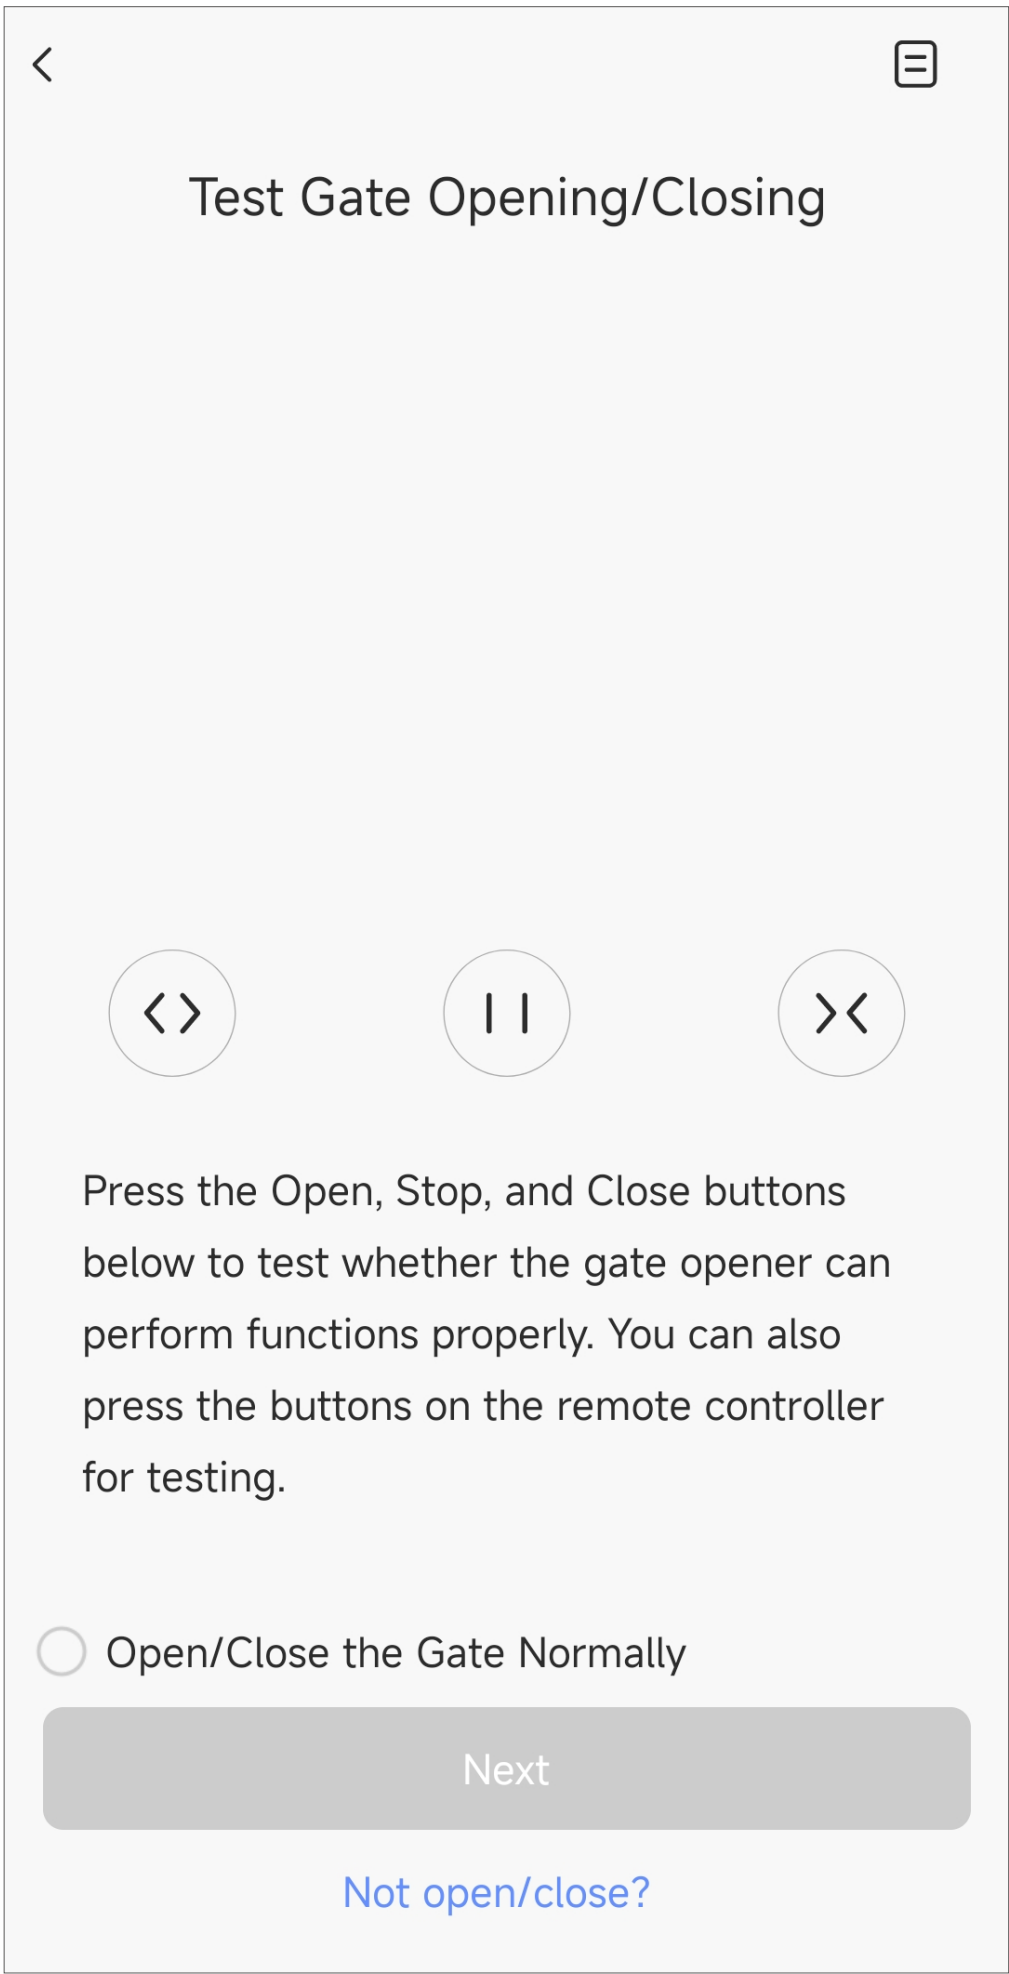 Test Gate Opening/Closing
Press the Open, Stop, and Close buttons
below to test whether the gate opener can
perform functions properly. You can also
press the buttons on the remote controller
for testing.
Open/Close the Gate Normally
Next
Not open/close?